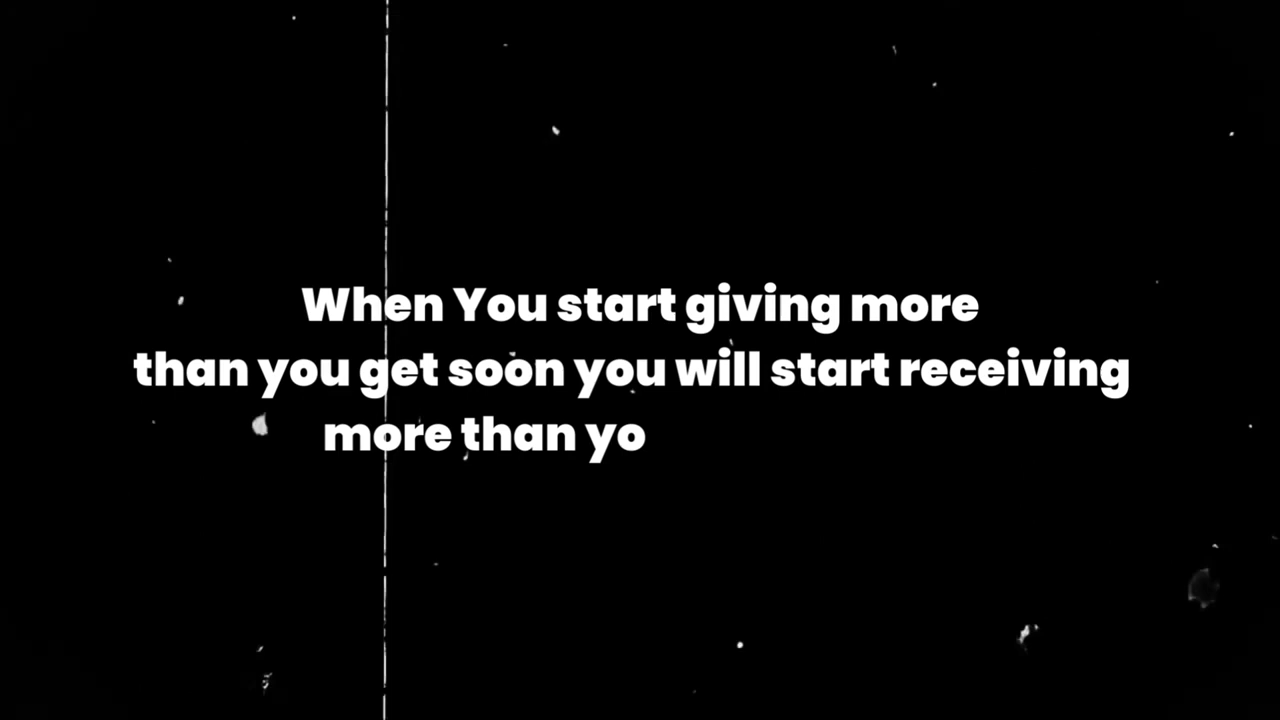 When You start giving more
than you get soon you will start receiving
more than yo